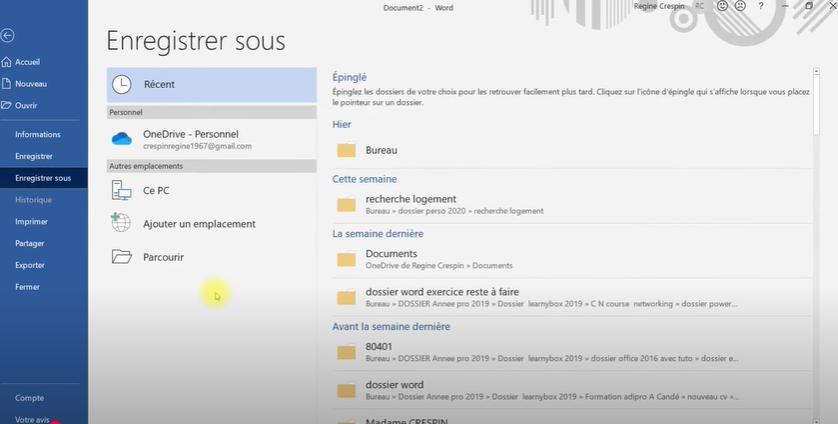 Document2 - Word
Regine Crespin
RC
?
Enregistrer sous
Accueil
Nouveau
Ouvrir
Informations
Enregistrer
Enregistrer sous
Historique
Imprimer
Partager
Exporter
Fermer
Compte
Votre avis
Récent
Personnel
OneDrive - Personnel
crespinregine1967@gmail.com
Autres emplacements
Ce PC
Ajouter un emplacement
Parcourir
Épinglé
Épinglez les dossiers de votre choix pour les retrouver facilement plus tard. Cliquez sur l'icône d'épingle qui s'affiche lorsque vous placez
le pointeur sur un dossier.
Hier
Bureau
Cette semaine
recherche logement
Bureau » dossier perso 2020 » recherche logement
La semaine dernière
Documents
OneDrive de Regine Crespin » Documents
dossier word exercice reste à faire
Bureau » DOSSIER Annee pro 2019 » Dossier learnybox 2019 » C N course networking » dossier power...
Avant la semaine dernière
80401
Bureau » DOSSIER Annee pro 2019 » Dossier learnybox 2019 » dossier office 2016 avec tuto » dossier e...
dossier word
Bureau » Dossier Annee pro 2019 » Dossier learnybox 2019 » Formation adipro A Candé » nouveau cv »...
Madame CRESPIN